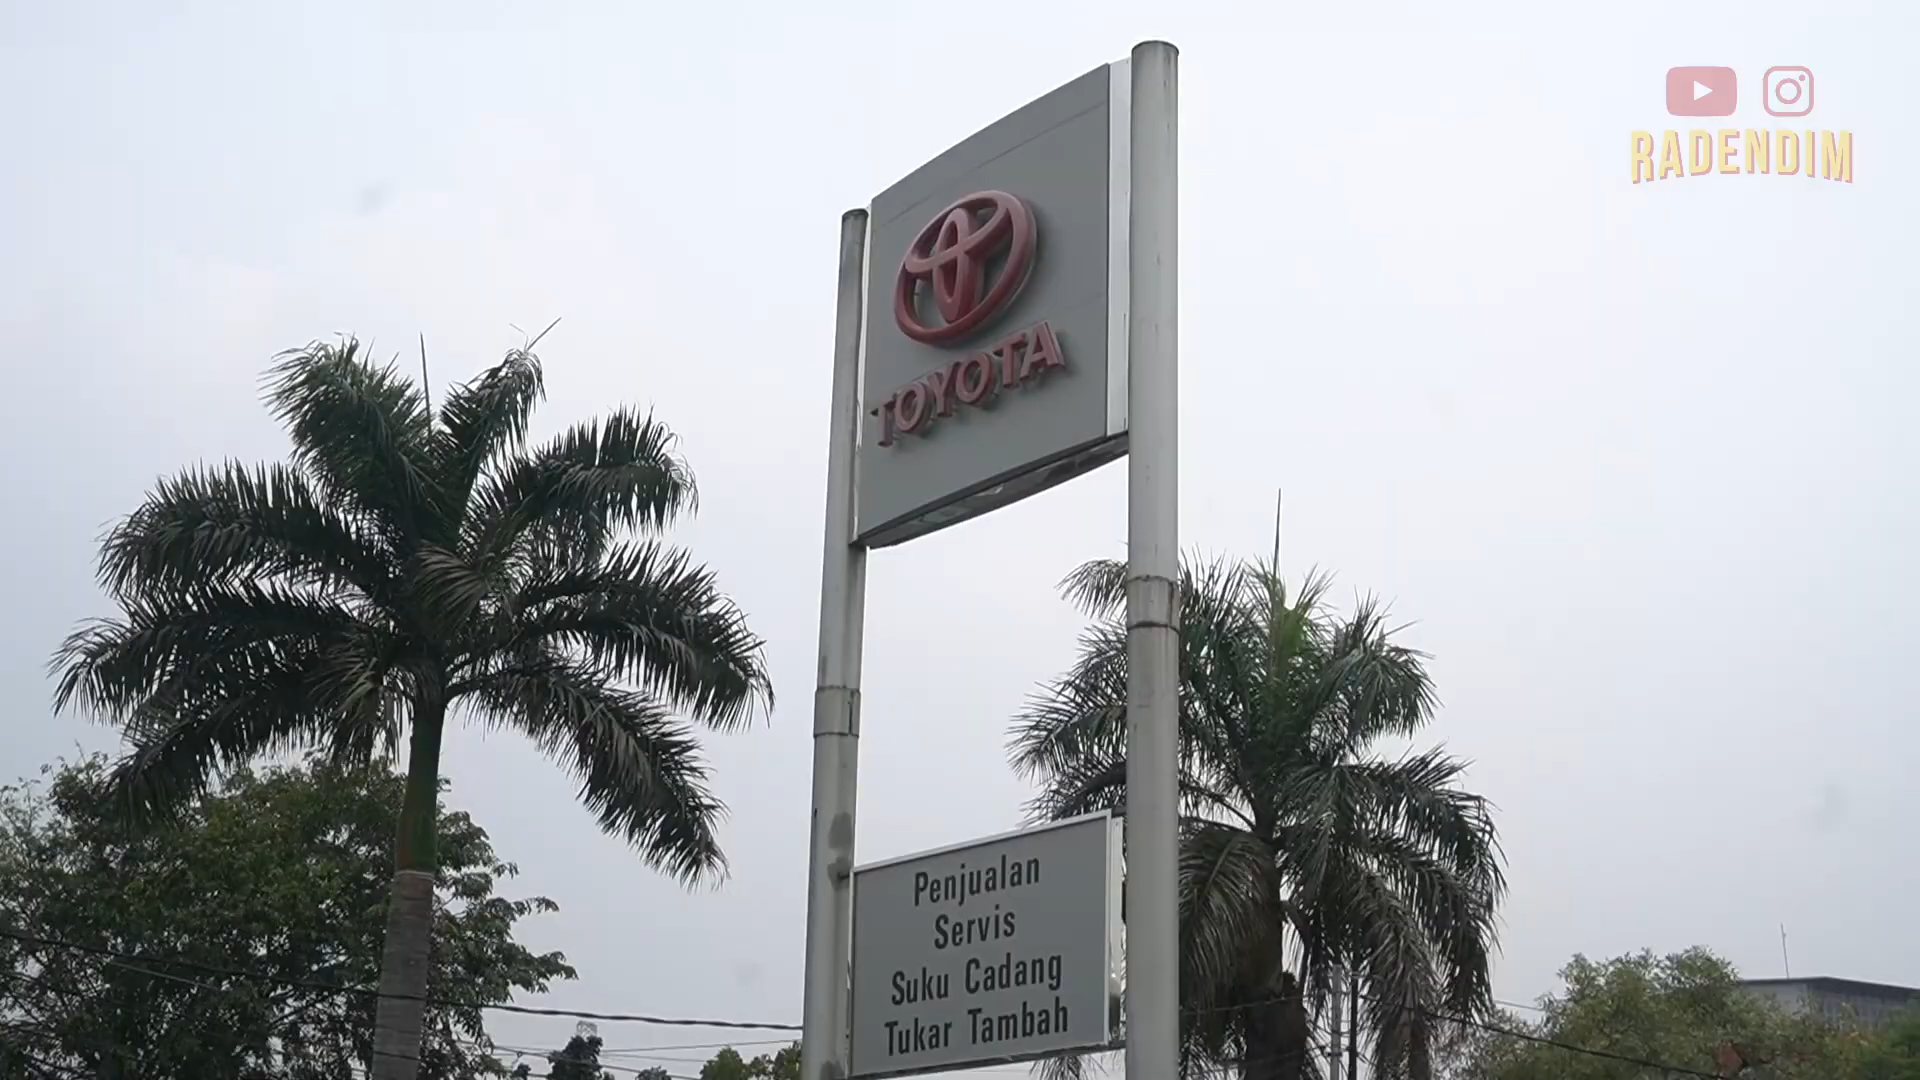 RADENDIM
TOYOTA
Penjualan
Servis
Suku Cadang
Tukar Tambah